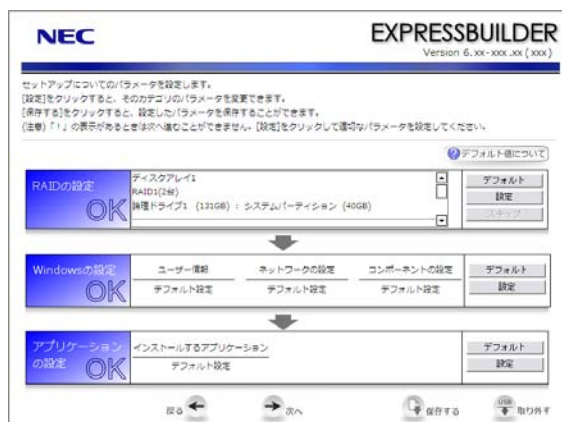 NEC
EXPRESSBUILDER
Version 6.xx-xxx.xx (xxx)
セットアップについてのパラメータを設定します。
[設定]をクリックすると、そのカテゴリのパラメータを変更できます。
[保存する]をクリックすると、設定したパラメータを保存することができます。
(注意)「！」の表示があるときは次へ進むことができません。[設定]をクリックして適切なパラメータを設定してください。
デフォルト値について
RAIDの設定
OK
ディスクアレイ1
RAID1(2台)
論理ドライブ1 (131GB) : システムパーティション (40GB)
デフォルト
設定
スキップ
Windowsの設定
OK
ユーザー情報 ネットワークの設定 コンポーネントの設定
デフォルト設定 デフォルト設定 デフォルト設定
デフォルト
設定
アプリケーション
の設定
OK
インストールするアプリケーション
デフォルト設定
デフォルト
設定
戻る 次へ 保存する USB 取り外す